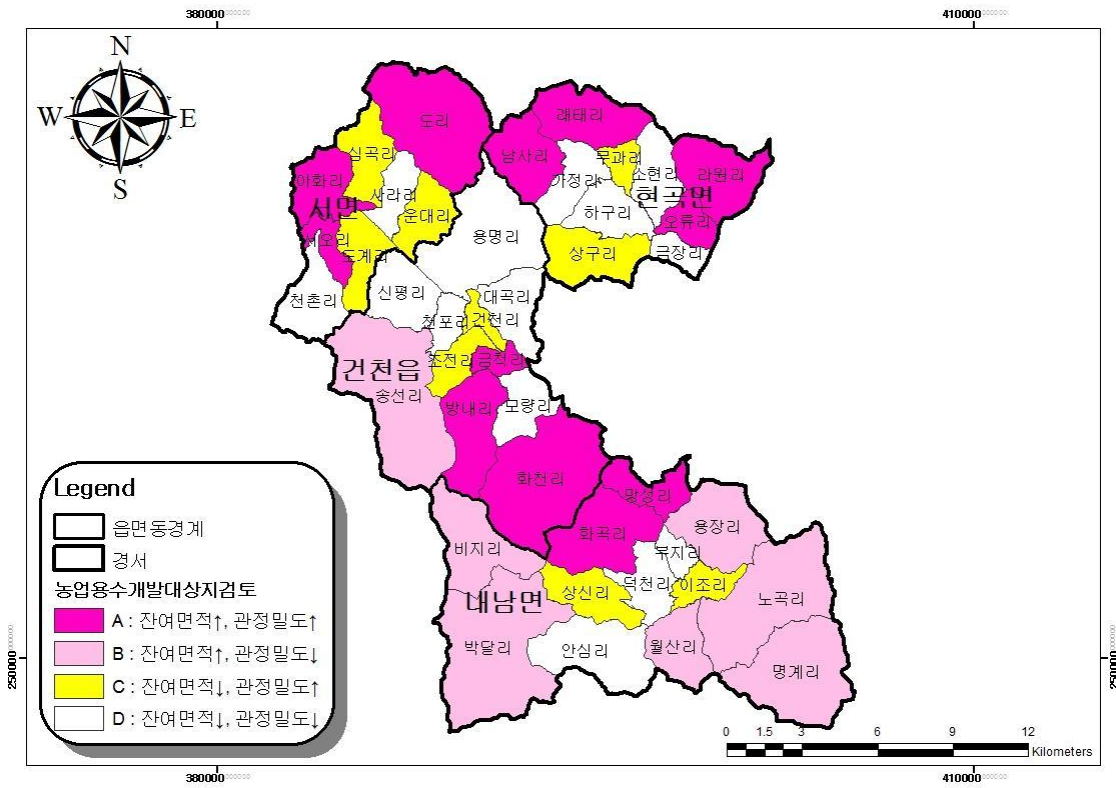 380000
410000
N
W
E
S
도리
래태리
심곡리
남사리
무과리
가정리
소현리
라원리
아화리
사라리
현곡면
서면
운대리
하구리
오류리
서오리
도계리
용명리
상구리
금장리
천촌리
신평리
대곡리
천포리
건천리
조전리
금척리
건천읍
송선리
방내리
모량리
화천리
망성리
화곡리
용장리
비지리
부지리
내남면
상신리
덕천리
이조리
노곡리
박달리
안심리
월산리
명계리
Legend
읍면동경계
경서
농업용수개발대상지검토
A : 잔여면적↑, 관정밀도↑
B : 잔여면적↑, 관정밀도↓
C : 잔여면적↓, 관정밀도↑
D : 잔여면적↓, 관정밀도↓
250000
250000
0 1.5 3 6 9 12
Kilometers
380000
410000